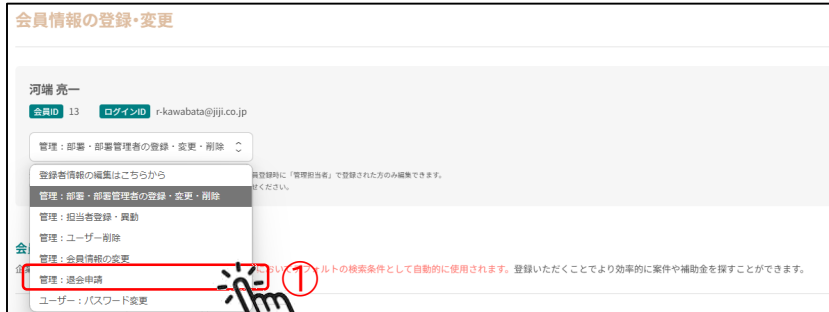 会員情報の登録・変更
河端 亮一
会員ID 13 ログインID r-kawabata@jiji.co.jp
管理：部署・部署管理者の登録・変更・削除
登録者情報の編集はこちらから
員登録時に「管理担当者」で登録された方のみ編集できます。
管理：部署・部署管理者の登録・変更・削除
せください。
管理：担当者登録・異動
管理：ユーザー削除
会
管理：会員情報の変更
企業
においてデフォルトの検索条件として自動的に使用されます。登録いただくことでより効率的に案件や補助金を探すことができます。
管理：退会申請
①
ユーザー：パスワード変更